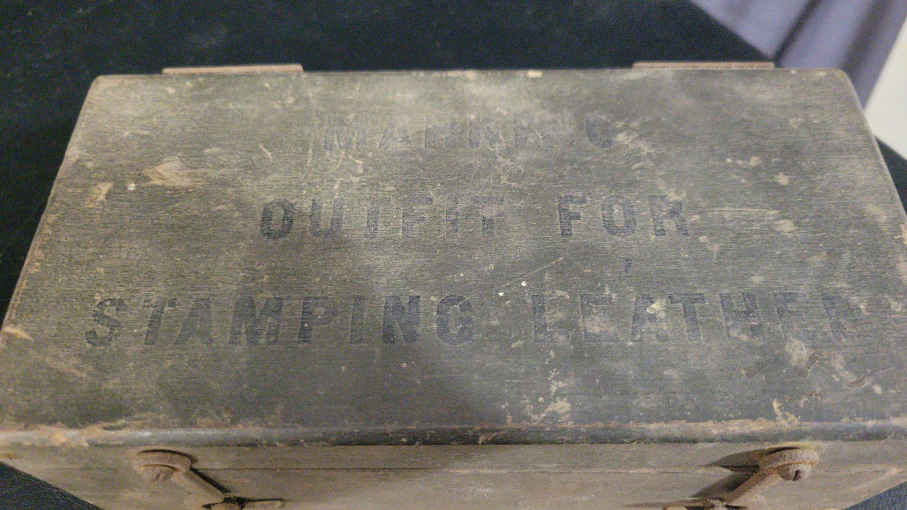 OUTFIT FOR
STAMPING LEATHER